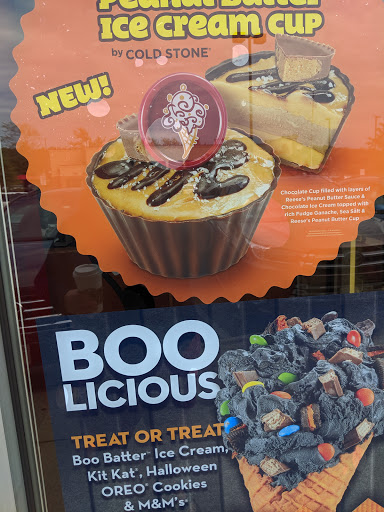 Peanut Butter
ICE CREAM CUP
by COLD STONE®
NEW!
Chocolate Cup filled with layers of
Reese's Peanut Butter Sauce &
Chocolate Ice Cream topped with
rich Fudge Ganache, Sea Salt &
Reese's Peanut Butter Cup
BOO
LICIOUS
TREAT OR TREAT
Boo Batter™ Ice Cream,
Kit Kat®, Halloween
OREO® Cookies
& M&M's®